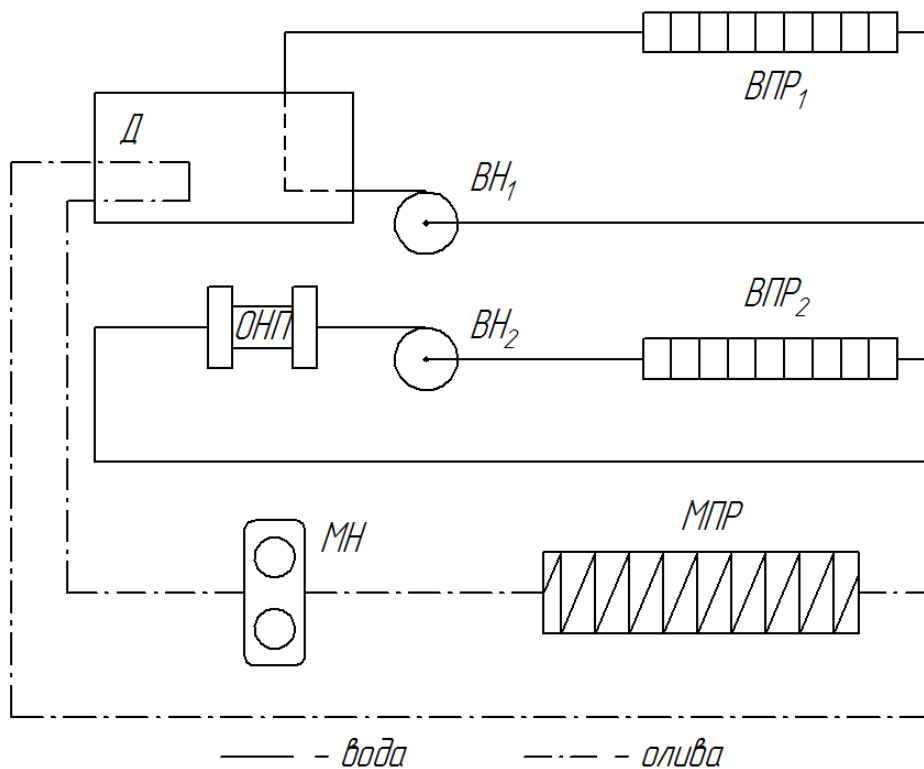 ВПР₁
Д
ВН₁
ВПР₂
ОНП
ВН₂
МПР
МН
- вода
- олива